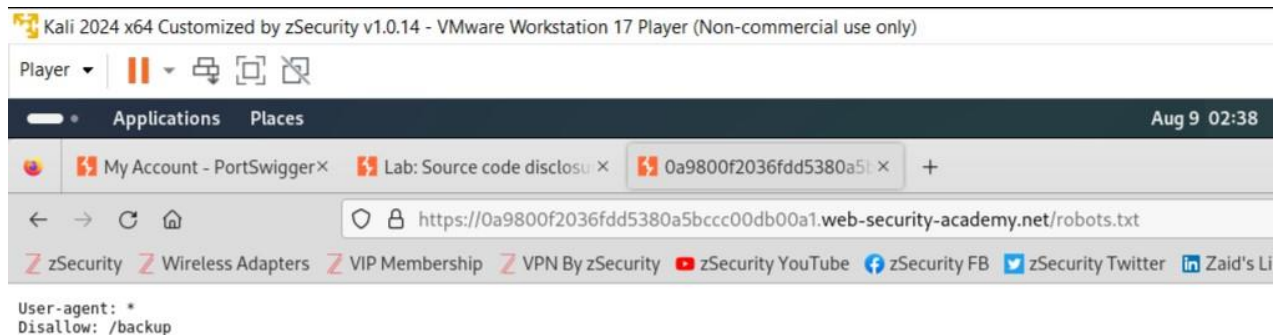 Kali 2024 x64 Customized by zSecurity v1.0.14 - VMware Workstation 17 Player (Non-commercial use only)
Player
Applications Places Aug 9 02:38
My Account - PortSwigger × Lab: Source code disclosu × 0a9800f2036fdd5380a5b × +
https://0a9800f2036fdd5380a5bccc00db00a1.web-security-academy.net/robots.txt
zSecurity Wireless Adapters VIP Membership VPN By zSecurity zSecurity YouTube zSecurity FB zSecurity Twitter Zaid's Li
User-agent: *
Disallow: /backup